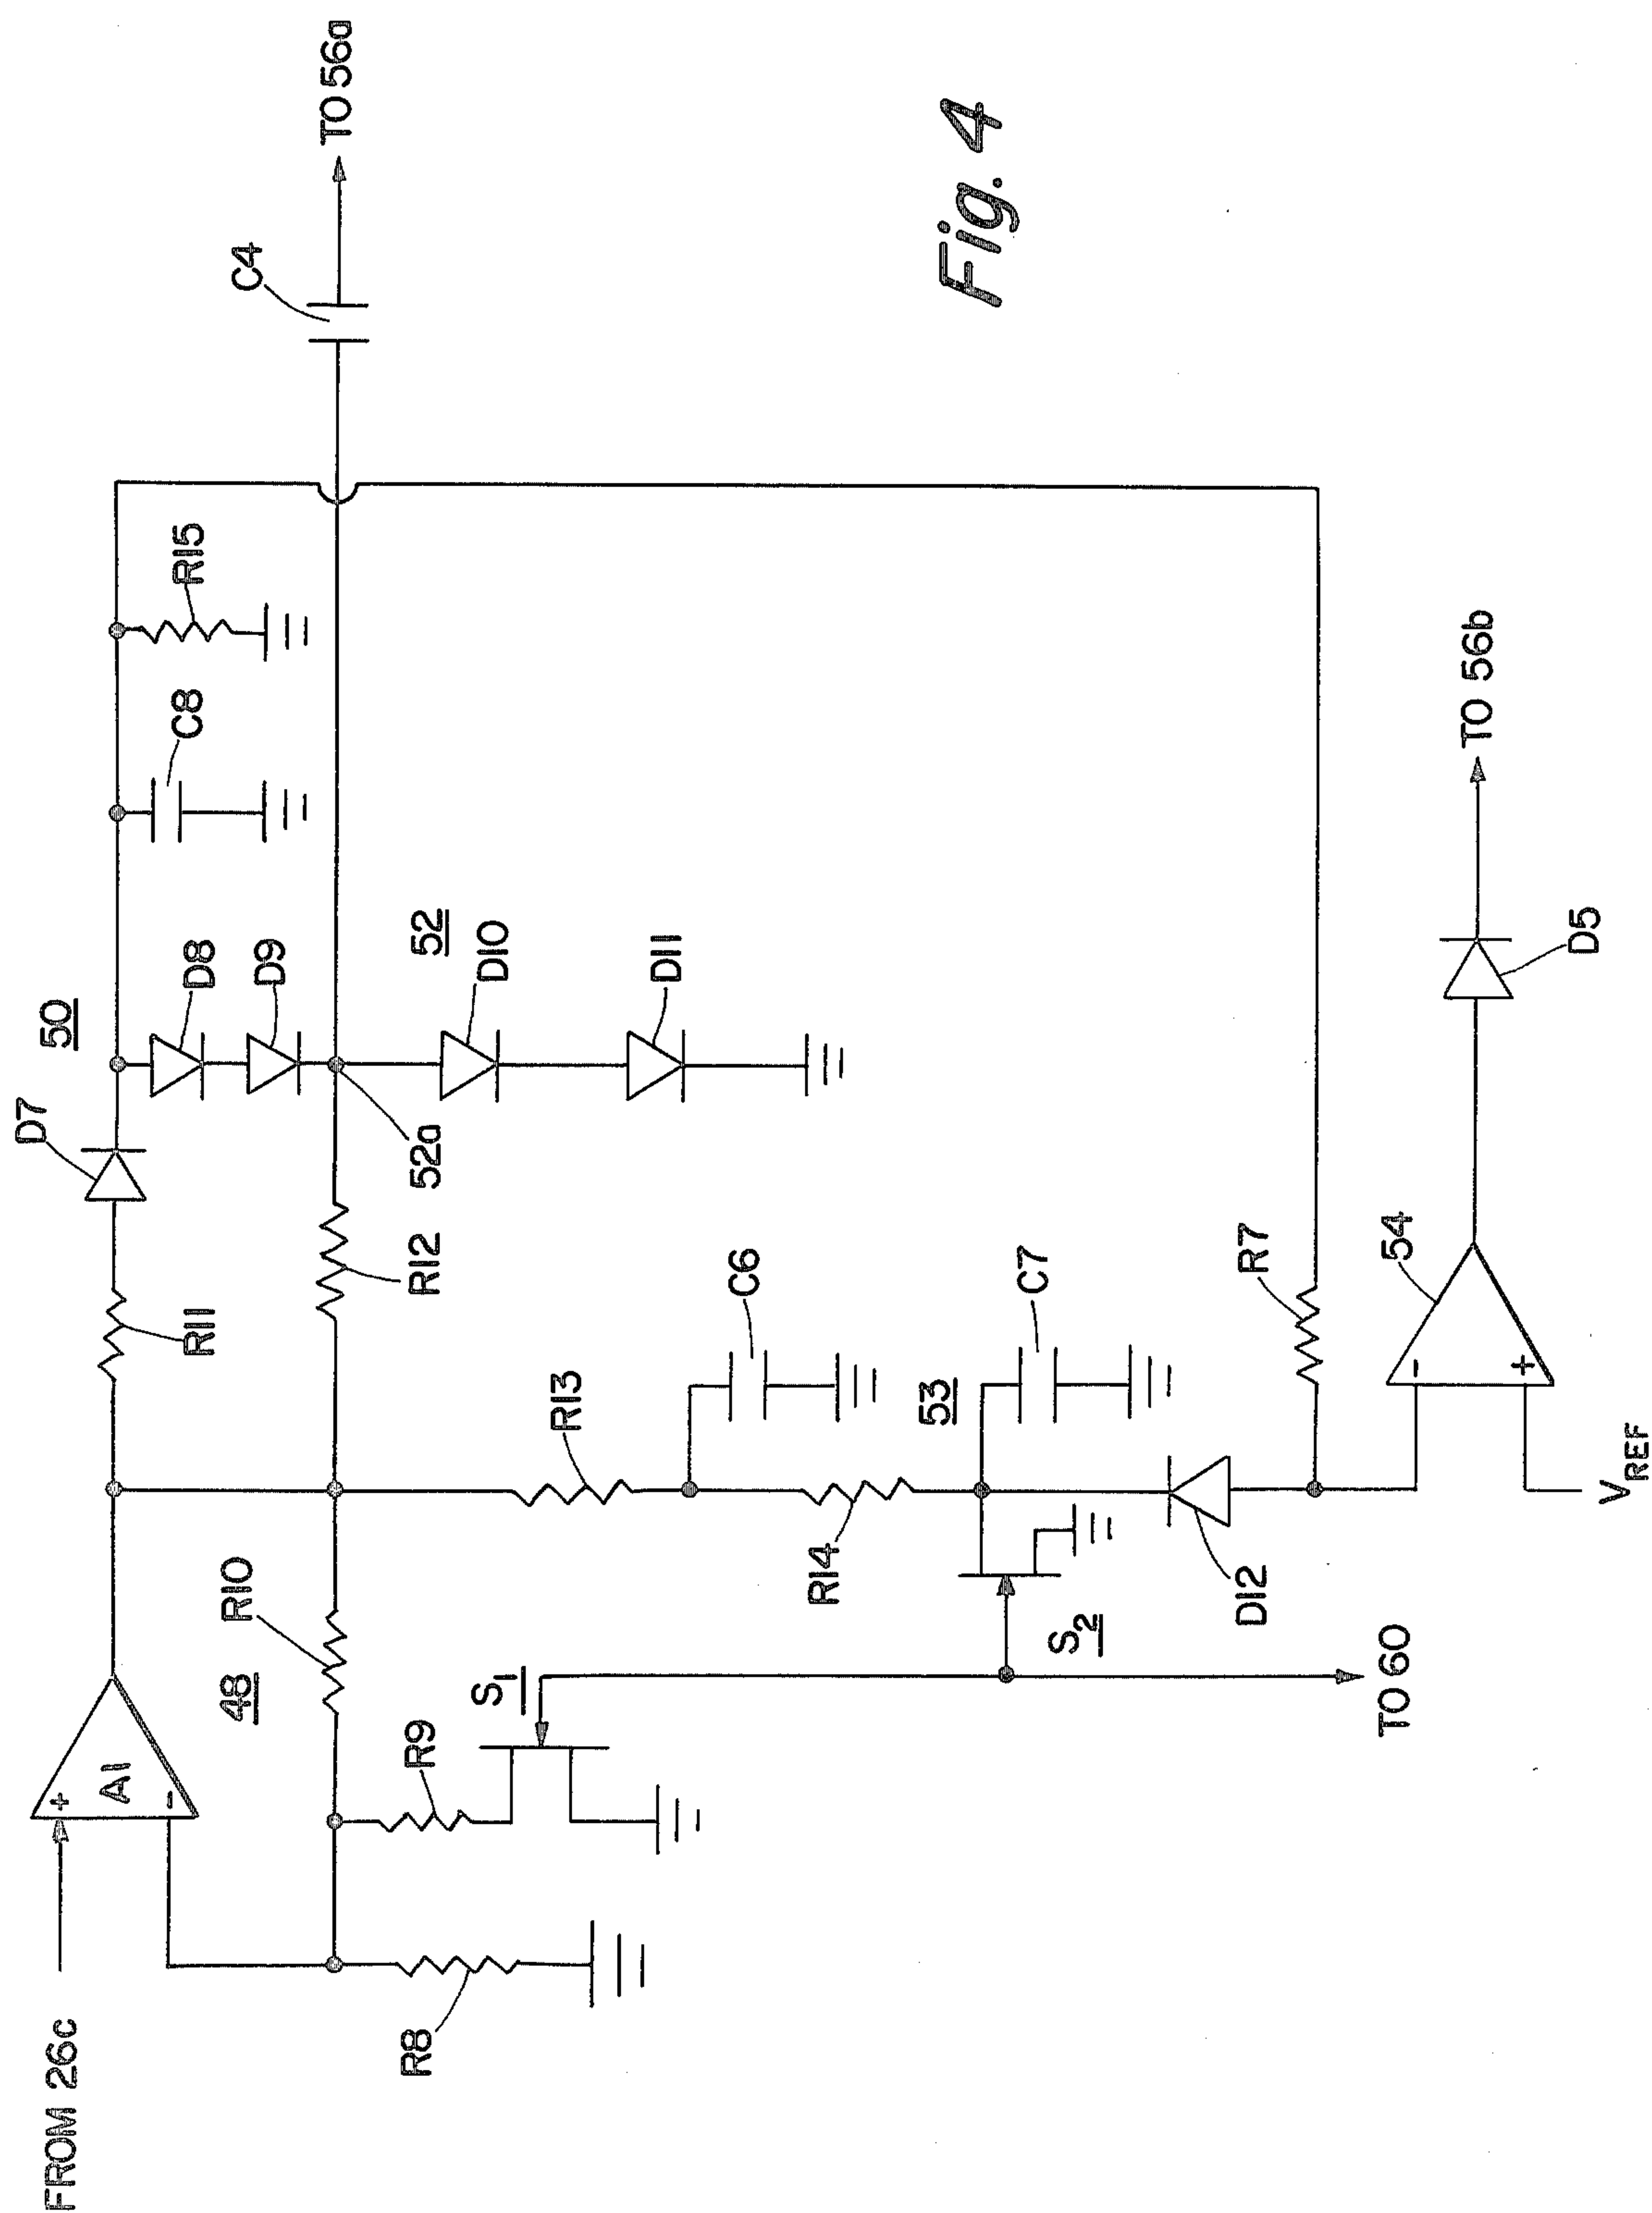 FROM 26c
+
A1
-
R8
48
R10
R9
S1
R11
D7
50
D8
D9
C8
R15
C4
TO 56a
R12
52a
52
D10
D11
R13
C6
R14
53
C7
S2
D12
TO 60
R7
54
-
+
VREF
D5
TO 56b
Fig. 4